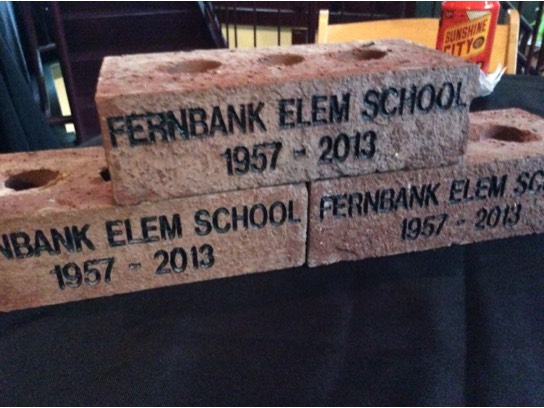 SUNSHINE
CITY
FERNBANK ELEM SCHOOL
1957 - 2013
NBANK ELEM SCHOOL
1957 - 2013
FERNBANK ELEM SC
1957 - 2013